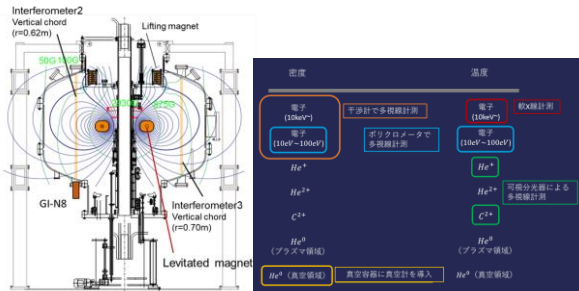 Interferometer2
Vertical chord
(r=0.62m)
Lifting magnet
50G
100G
875G
GI-N8
Interferometer3
Vertical chord
(r=0.70m)
Levitated magnet
密度
温度
電子
(10keV~)
干渉計で多視線計測
電子
(10keV~)
軟X線計測
電子
(10eV~100eV)
ポリクロメータで
多視線計測
電子
(10eV~100eV)
He⁺
He⁺
He²⁺
He²⁺
可視分光器による
多視線計測
C²⁺
C²⁺
He⁰
(プラズマ領域)
He⁰
(プラズマ領域)
He⁰(真空領域)
真空容器に真空計を導入
He⁰(真空領域)